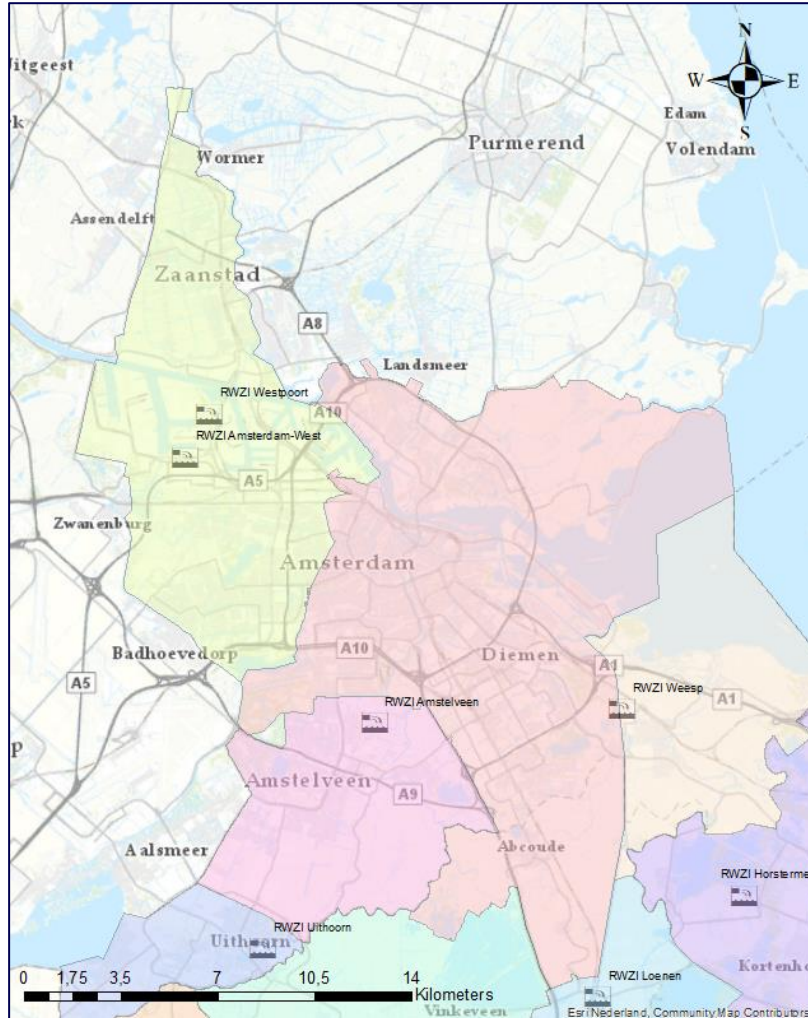 N
Uitgeest
W E
Edam
S
Purmerend
Volendam
Wormer
Assendelft
Zaanstad
A8
Landsmeer
RWZI Westpoort
A10
RWZI Amsterdam-West
A5
Zwanenburg
Amsterdam
Badhoevedorp
A10
Diemen
A1
A5
RWZI Weesp
A1
RWZI Amstelveen
Amstelveen
A9
Aalsmeer
Abcoude
RWZI Horsterme
RWZI Uithoorn
Uithoorn
Kortenho
RWZI Loenen
0 1,75 3,5 7 10,5 14
Kilometers
Vinkeveen
Esri Nederland, Community Map Contributors